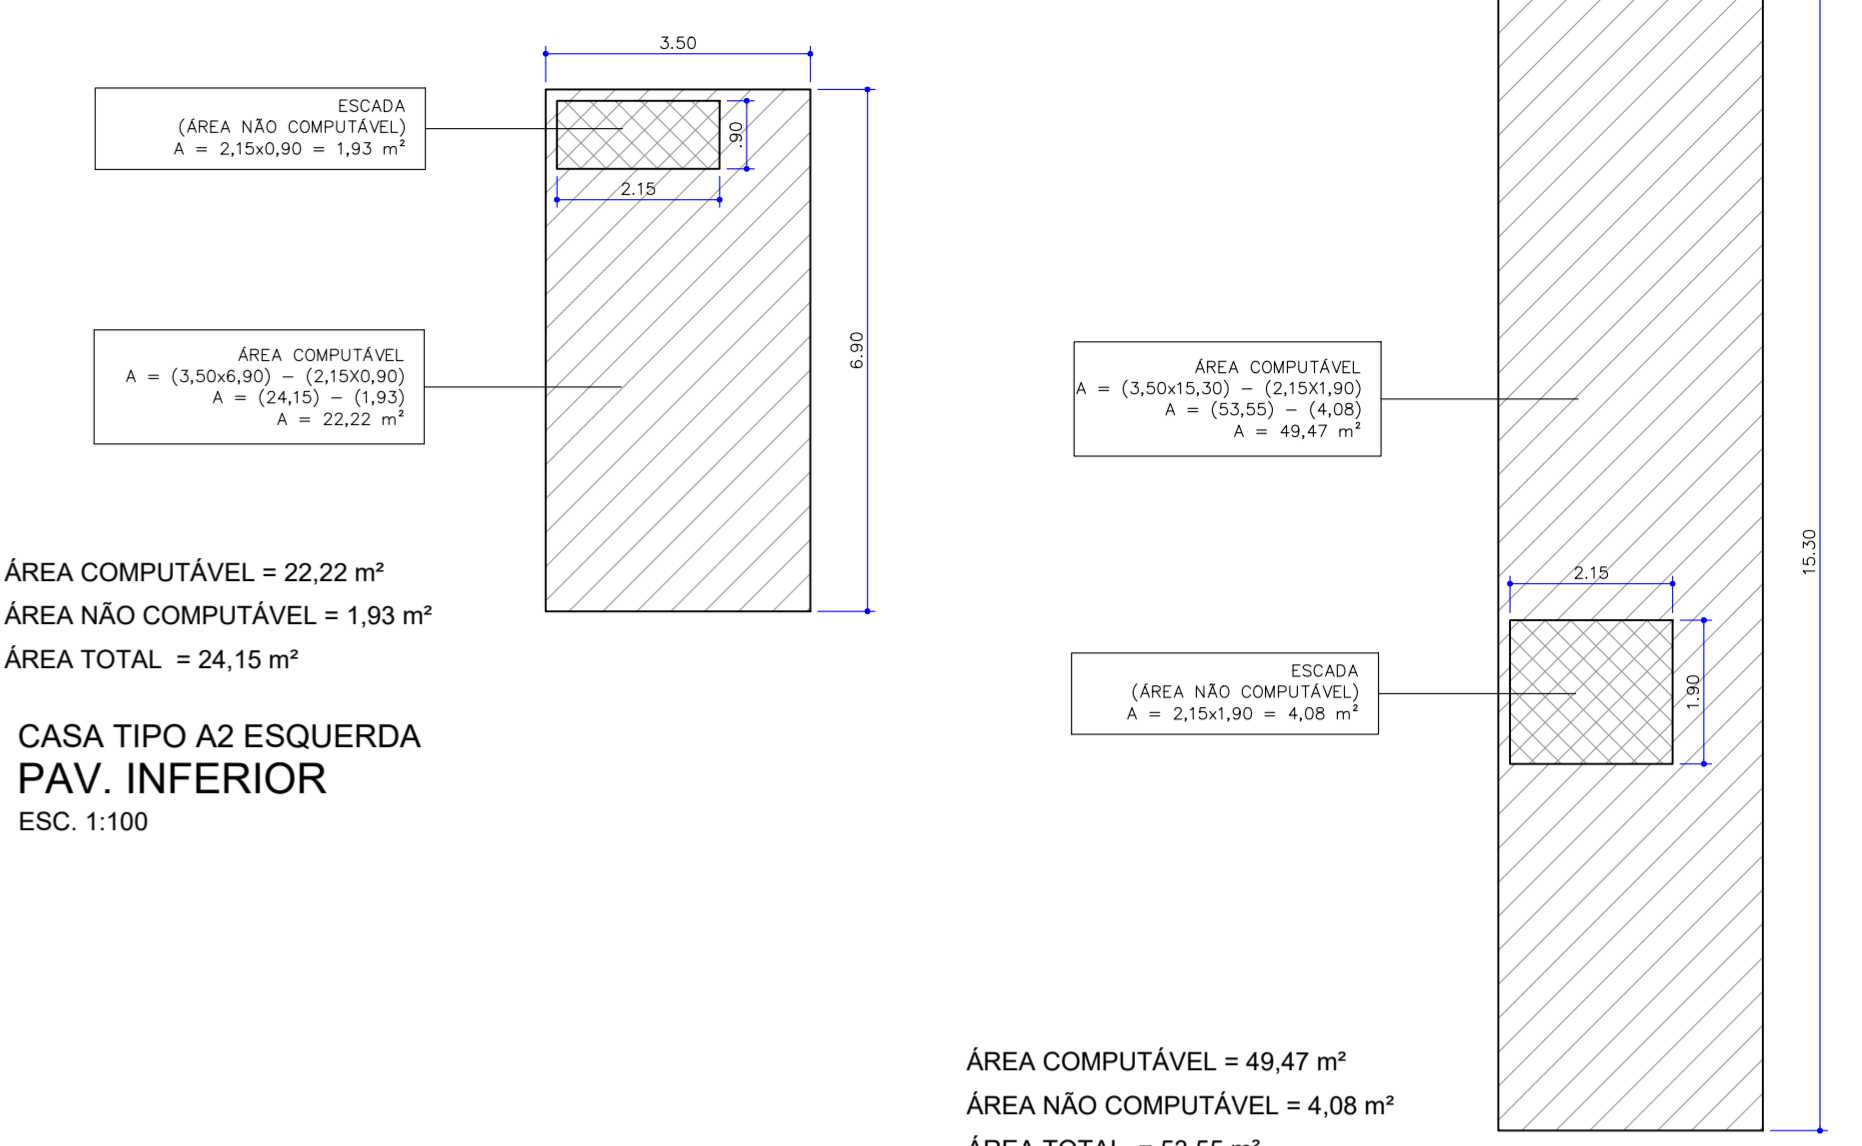 3.50
ESCADA
(ÁREA NÃO COMPUTÁVEL)
A = 2,15x0,90 = 1,93 m²
.90
2.15
6.90
ÁREA COMPUTÁVEL
A = (3,50x6,90) – (2,15X0,90)
A = (24,15) – (1,93)
A = 22,22 m²
ÁREA COMPUTÁVEL = 22,22 m²
ÁREA NÃO COMPUTÁVEL = 1,93 m²
ÁREA TOTAL = 24,15 m²
CASA TIPO A2 ESQUERDA
PAV. INFERIOR
ESC. 1:100
ÁREA COMPUTÁVEL
A = (3,50x15,30) – (2,15X1,90)
A = (53,55) – (4,08)
A = 49,47 m²
15.30
2.15
1.90
ESCADA
(ÁREA NÃO COMPUTÁVEL)
A = 2,15x1,90 = 4,08 m²
ÁREA COMPUTÁVEL = 49,47 m²
ÁREA NÃO COMPUTÁVEL = 4,08 m²
ÁREA TOTAL = 53,55 m²